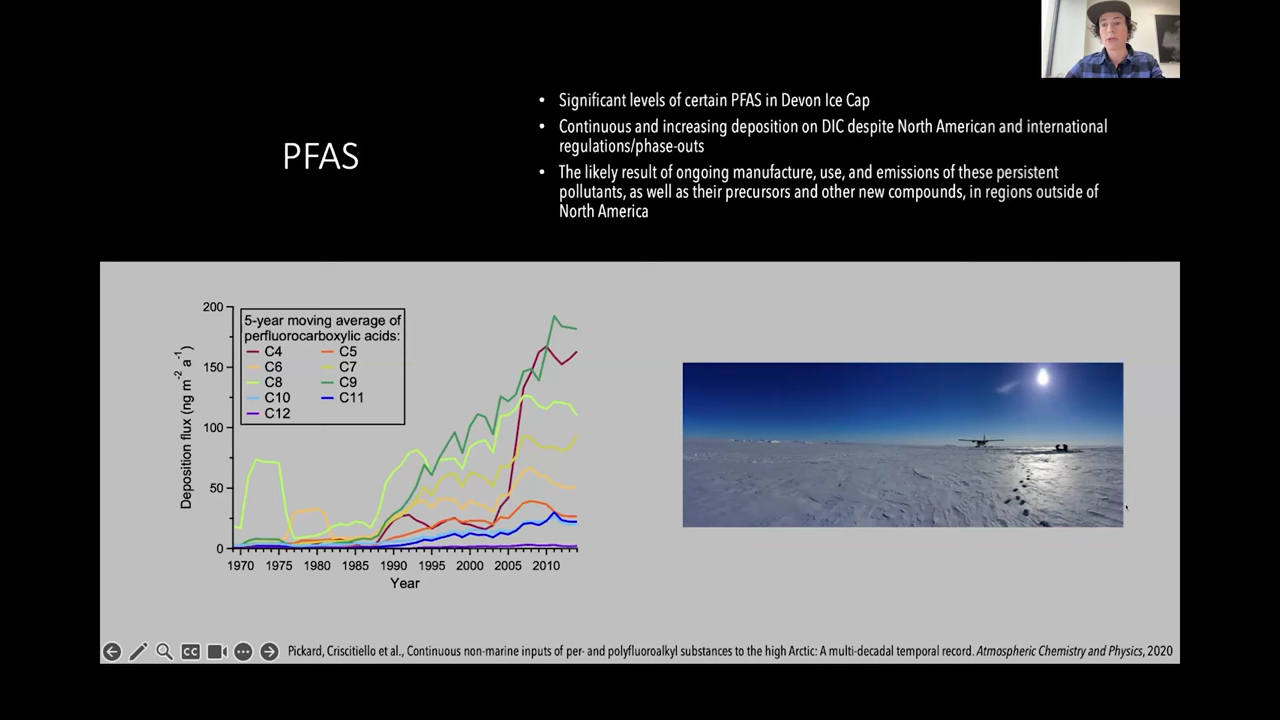 PFAS
• Significant levels of certain PFAS in Devon Ice Cap
• Continuous and increasing deposition on DIC despite North American and international
regulations/phase-outs
• The likely result of ongoing manufacture, use, and emissions of these persistent
pollutants, as well as their precursors and other new compounds, in regions outside of
North America
5-year moving average of
perfluorocarboxylic acids:
C4 C5
C6 C7
C8 C9
C10 C11
C12
Deposition flux (ng m⁻² a⁻¹)
200
150
100
50
0
1970 1975 1980 1985 1990 1995 2000 2005 2010
Year
CC
Pickard, Criscitiello et al., Continuous non-marine inputs of per- and polyfluoroalkyl substances to the high Arctic: A multi-decadal temporal record. Atmospheric Chemistry and Physics, 2020